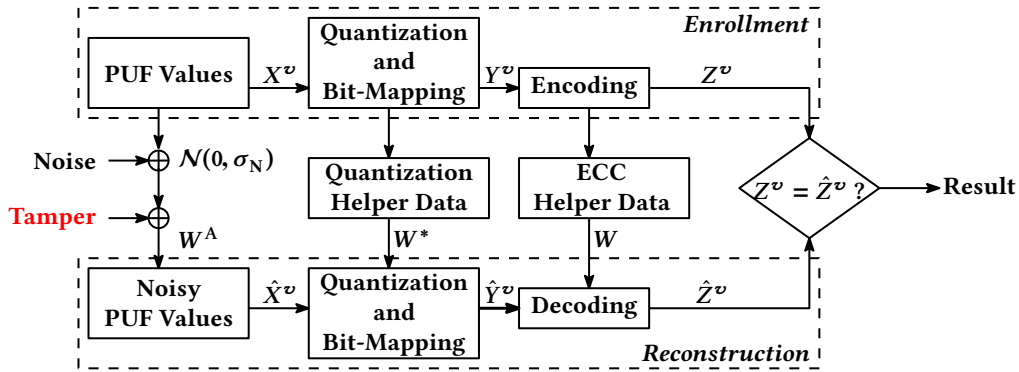 Enrollment
PUF Values
X^v
Quantization
and
Bit-Mapping
Y^v
Encoding
Z^v
Noise
N(0, σ_N)
Tamper
W^A
Quantization
Helper Data
W^*
ECC
Helper Data
W
Z^v = Ẑ^v ?
Result
Noisy
PUF Values
X̂^v
Quantization
and
Bit-Mapping
Ŷ^v
Decoding
Ẑ^v
Reconstruction